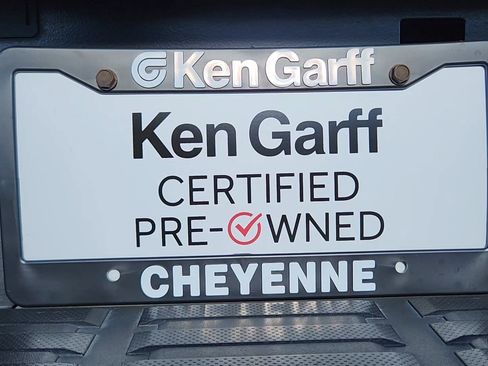 Ken Garff
Ken Garff
CERTIFIED
PRE-OWNED
CHEYENNE